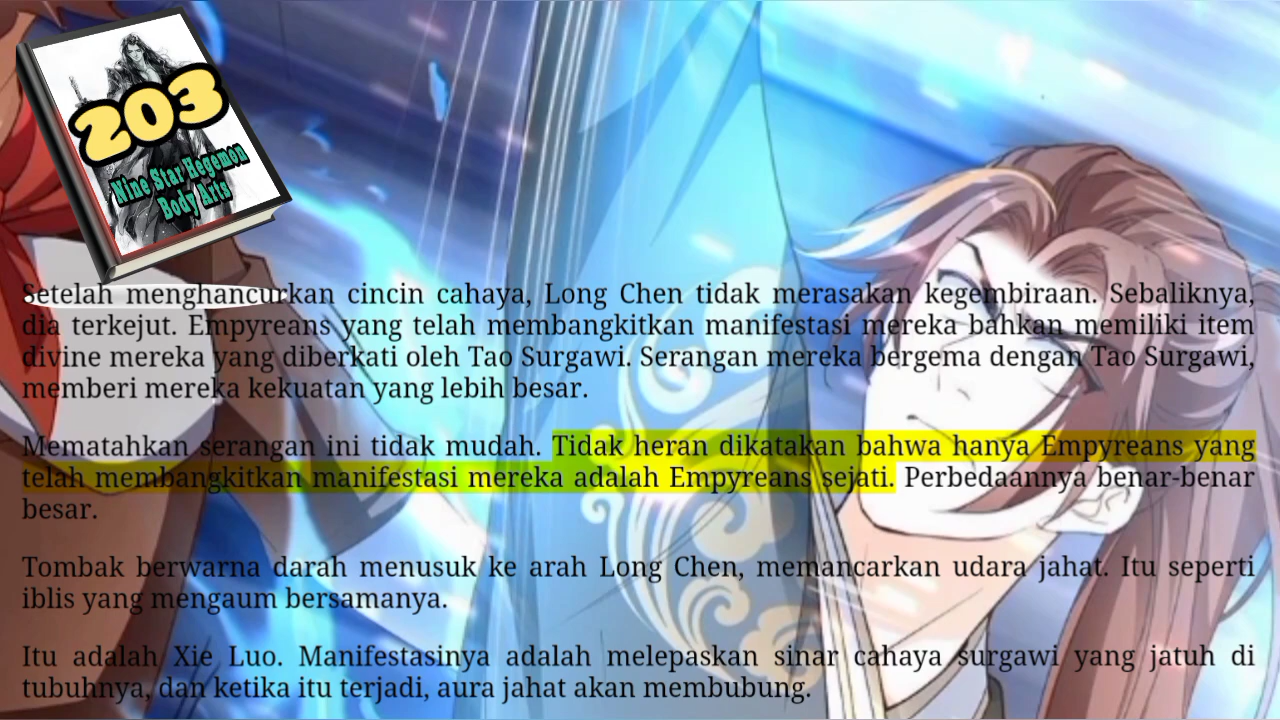 203
Nine Star Hegemon
Body Arts
Setelah menghancurkan cincin cahaya, Long Chen tidak merasakan kegembiraan. Sebaliknya,
dia terkejut. Empyreans yang telah membangkitkan manifestasi mereka bahkan memiliki item
divine mereka yang diberkati oleh Tao Surgawi. Serangan mereka bergema dengan Tao Surgawi,
memberi mereka kekuatan yang lebih besar.
Mematahkan serangan ini tidak mudah. Tidak heran dikatakan bahwa hanya Empyreans yang
telah membangkitkan manifestasi mereka adalah Empyreans sejati. Perbedaannya benar-benar
besar.
Tombak berwarna darah menusuk ke arah Long Chen, memancarkan udara jahat. Itu seperti
iblis yang mengaum bersamanya.
Itu adalah Xie Luo. Manifestasinya adalah melepaskan sinar cahaya surgawi yang jatuh di
tubuhnya, dan ketika itu terjadi, aura jahat akan membubung.